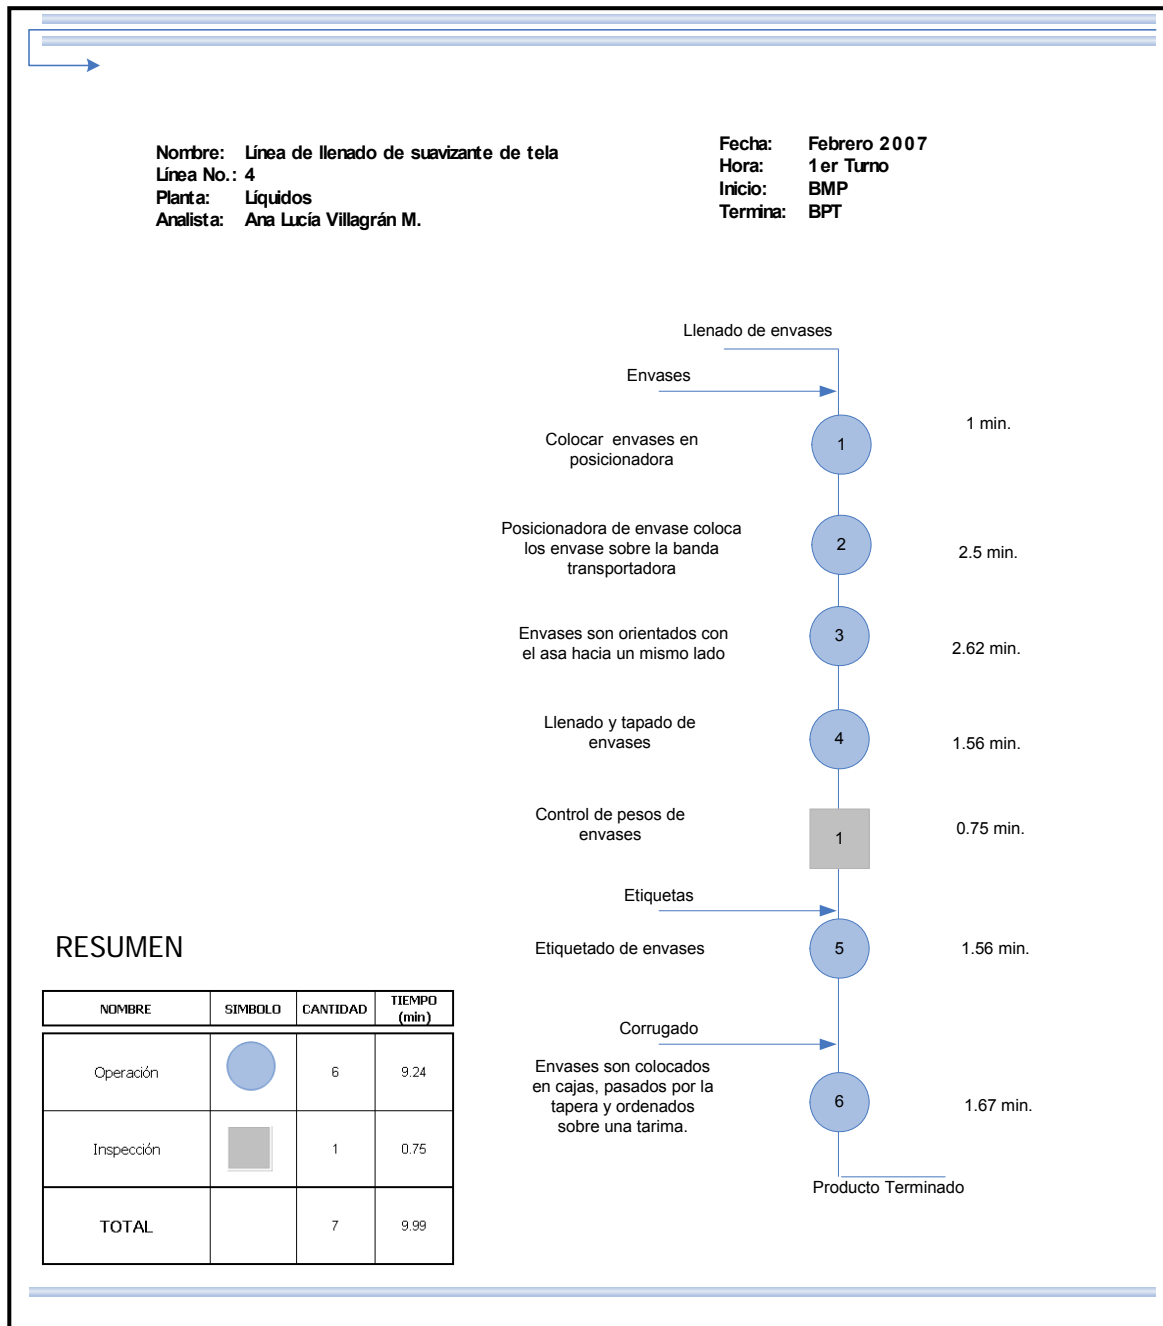 Nombre: Línea de llenado de suavizante de tela
Línea No.: 4
Planta: Líquidos
Analista: Ana Lucía Villagrán M.
Fecha: Febrero 2007
Hora: 1er Turno
Inicio: BMP
Termina: BPT
Llenado de envases
Envases
Colocar envases en
posicionadora
1
1 min.
Posicionadora de envase coloca
los envase sobre la banda
transportadora
2
2.5 min.
Envases son orientados con
el asa hacia un mismo lado
3
2.62 min.
Llenado y tapado de
envases
4
1.56 min.
Control de pesos de
envases
1
0.75 min.
Etiquetas
Etiquetado de envases
5
1.56 min.
Corrugado
Envases son colocados
en cajas, pasados por la
tapera y ordenados
sobre una tarima.
6
1.67 min.
Producto Terminado
RESUMEN
NOMBRE SIMBOLO CANTIDAD TIEMPO (min)
Operación 6 9.24
Inspección 1 0.75
TOTAL 7 9.99